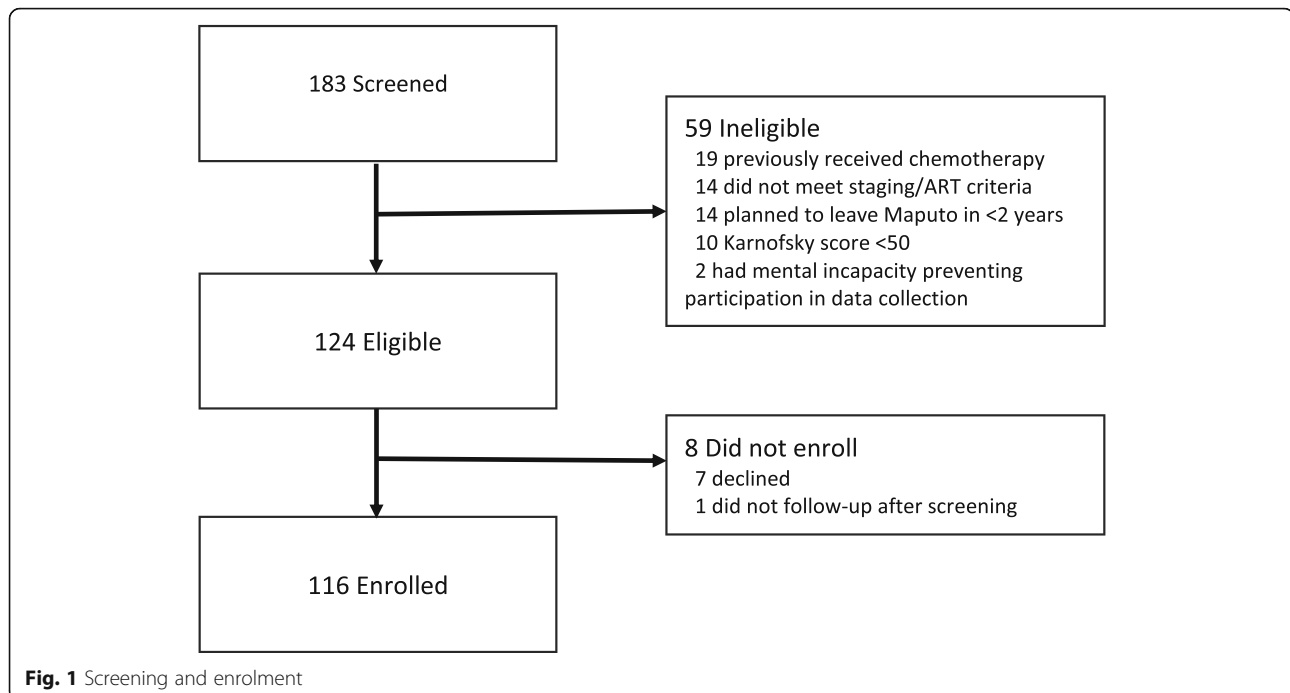 183 Screened
59 Ineligible
19 previously received chemotherapy
14 did not meet staging/ART criteria
14 planned to leave Maputo in <2 years
10 Karnofsky score <50
2 had mental incapacity preventing
participation in data collection
124 Eligible
8 Did not enroll
7 declined
1 did not follow-up after screening
116 Enrolled
Fig. 1 Screening and enrolment